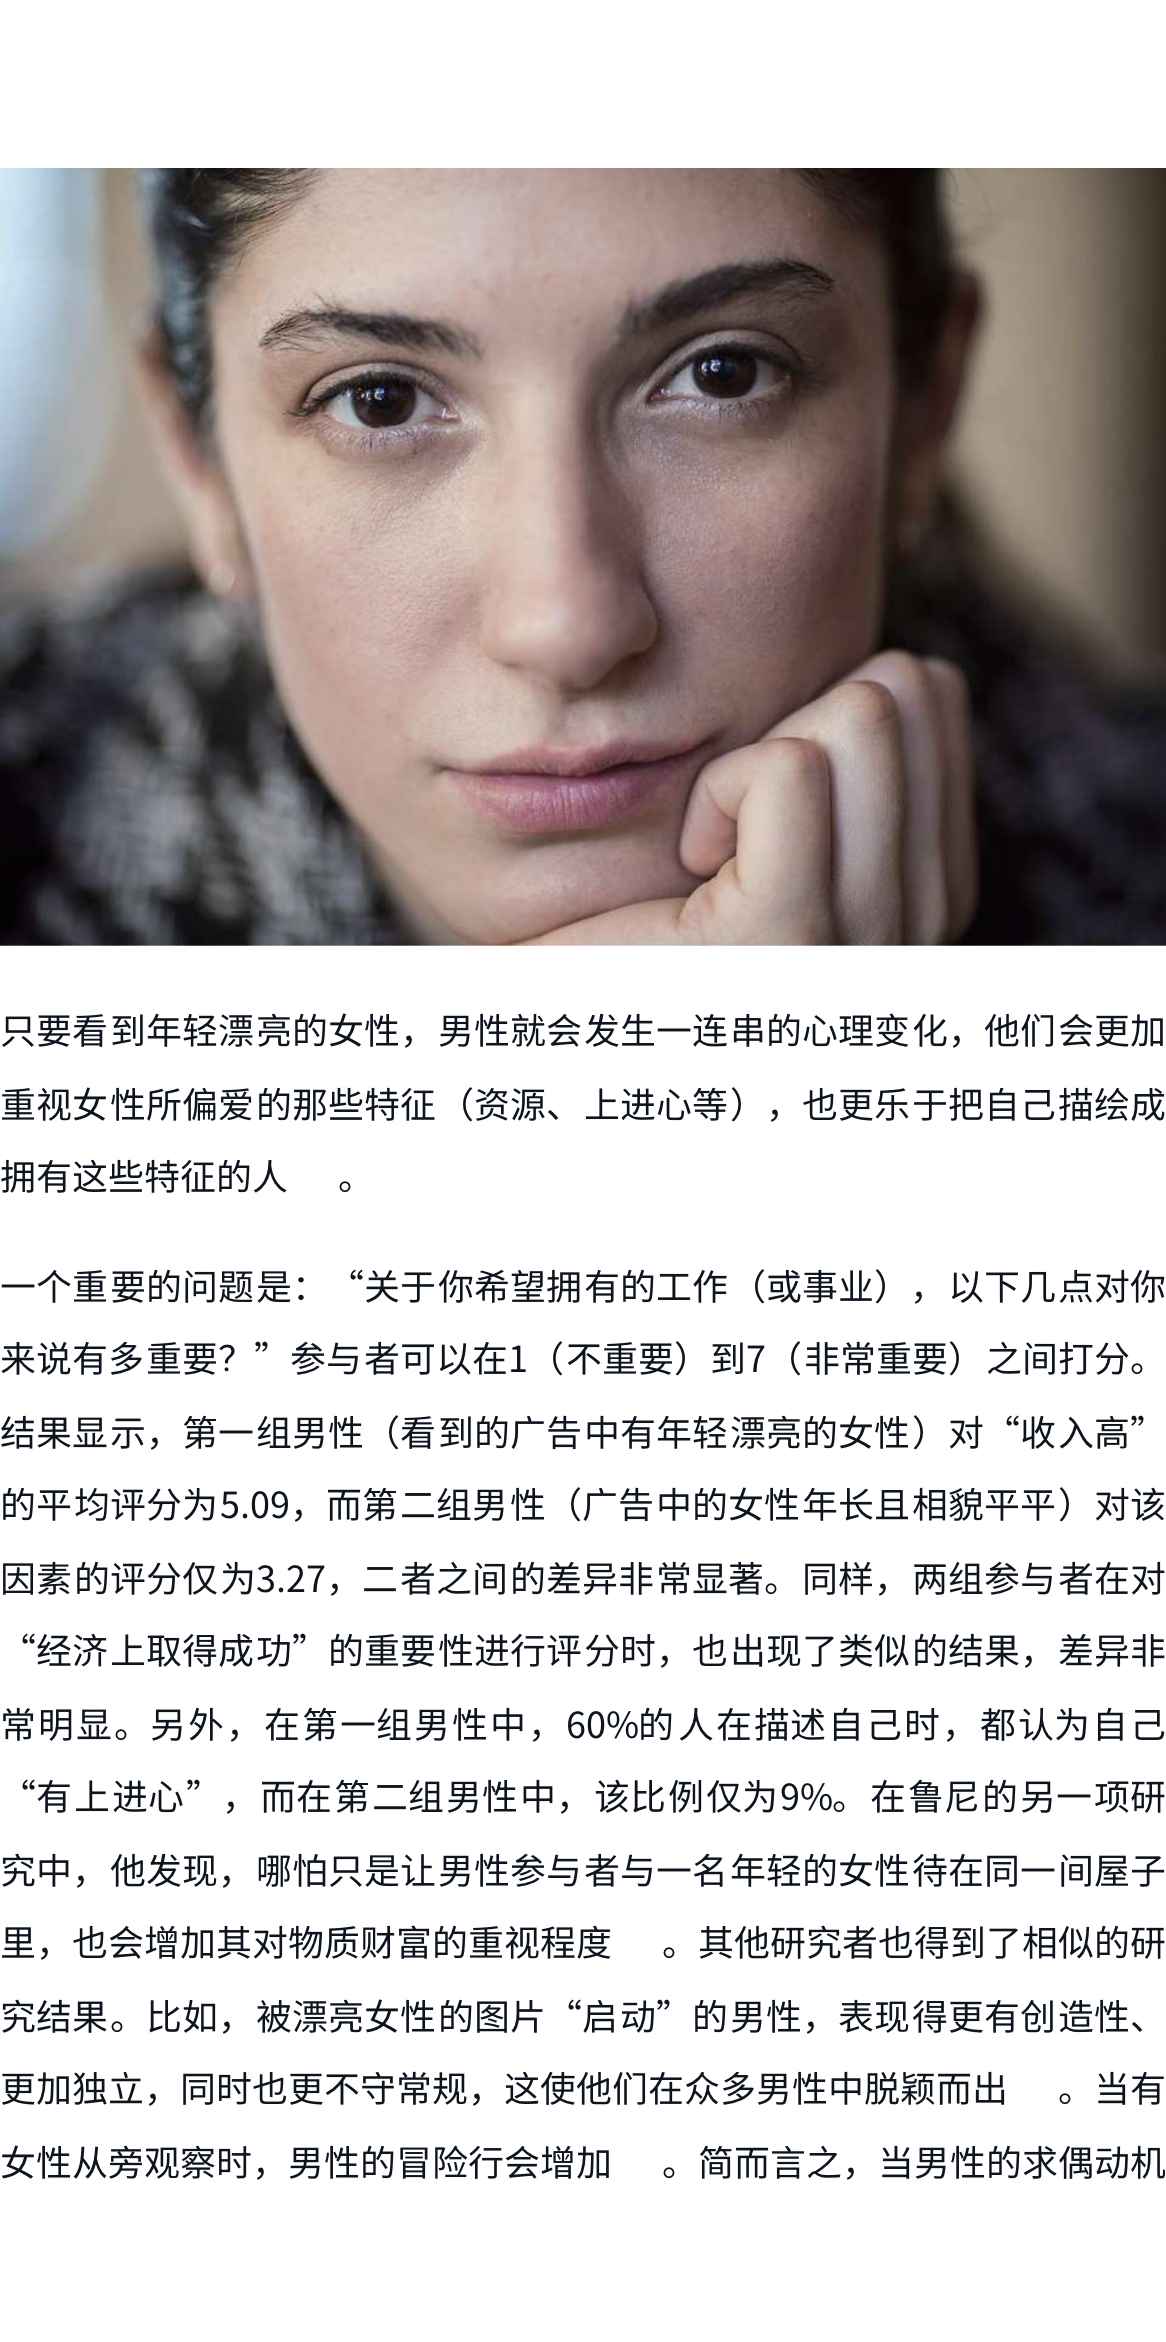 只要看到年轻漂亮的女性，男性就会发生一连串的心理变化，他们会更加
重视女性所偏爱的那些特征（资源、上进心等），也更乐于把自己描绘成
拥有这些特征的人　。
一个重要的问题是：“关于你希望拥有的工作（或事业），以下几点对你
来说有多重要？”参与者可以在1（不重要）到7（非常重要）之间打分。
结果显示，第一组男性（看到的广告中有年轻漂亮的女性）对“收入高”
的平均评分为5.09，而第二组男性（广告中的女性年长且相貌平平）对该
因素的评分仅为3.27，二者之间的差异非常显著。同样，两组参与者在对
“经济上取得成功”的重要性进行评分时，也出现了类似的结果，差异非
常明显。另外，在第一组男性中，60%的人在描述自己时，都认为自己
“有上进心”，而在第二组男性中，该比例仅为9%。在鲁尼的另一项研
究中，他发现，哪怕只是让男性参与者与一名年轻的女性待在同一间屋子
里，也会增加其对物质财富的重视程度　。其他研究者也得到了相似的研
究结果。比如，被漂亮女性的图片“启动”的男性，表现得更有创造性、
更加独立，同时也更不守常规，这使他们在众多男性中脱颖而出　。当有
女性从旁观察时，男性的冒险行会增加　。简而言之，当男性的求偶动机